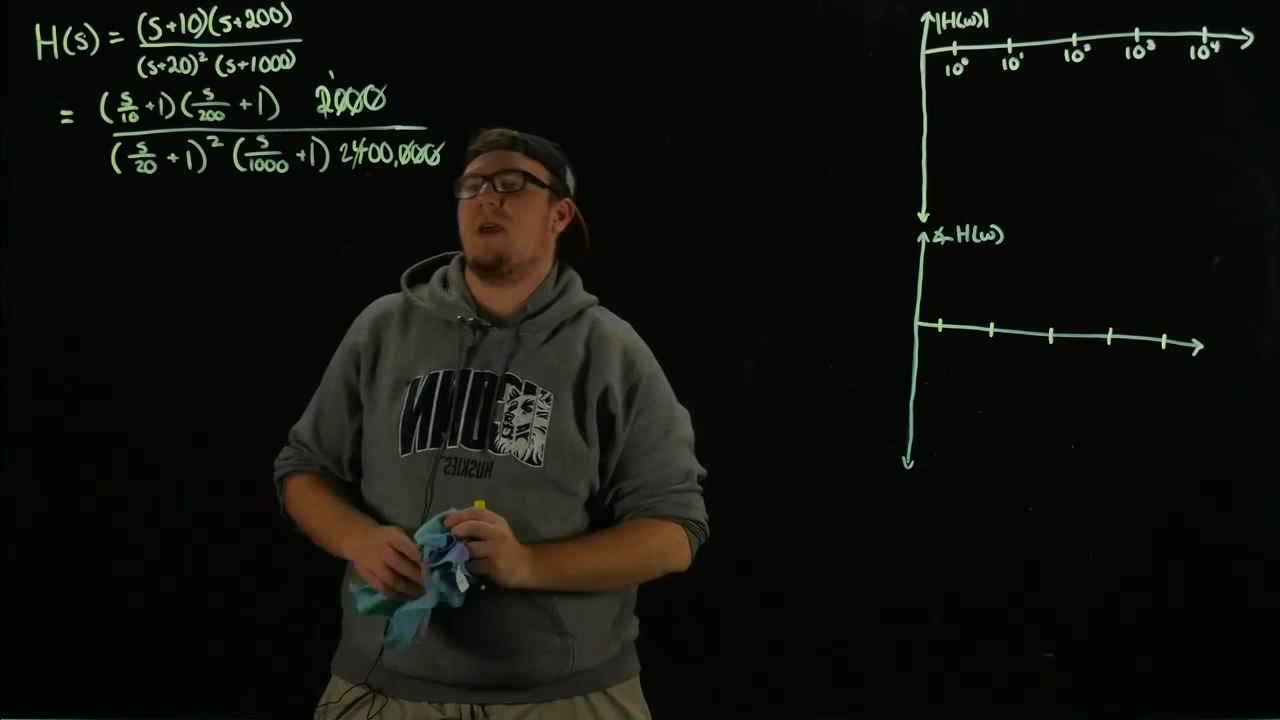 H(s) = (s+10)(s+200)
(s+20)² (s+1000)
= (s/10 +1)(s/200 +1) 2000 1
(s/20 +1)² (s/1000 +1) 2400,000
|H(ω)|
10⁰ 10¹ 10² 10³ 10⁴
∡ H(ω)
UCONN
HUSKIES